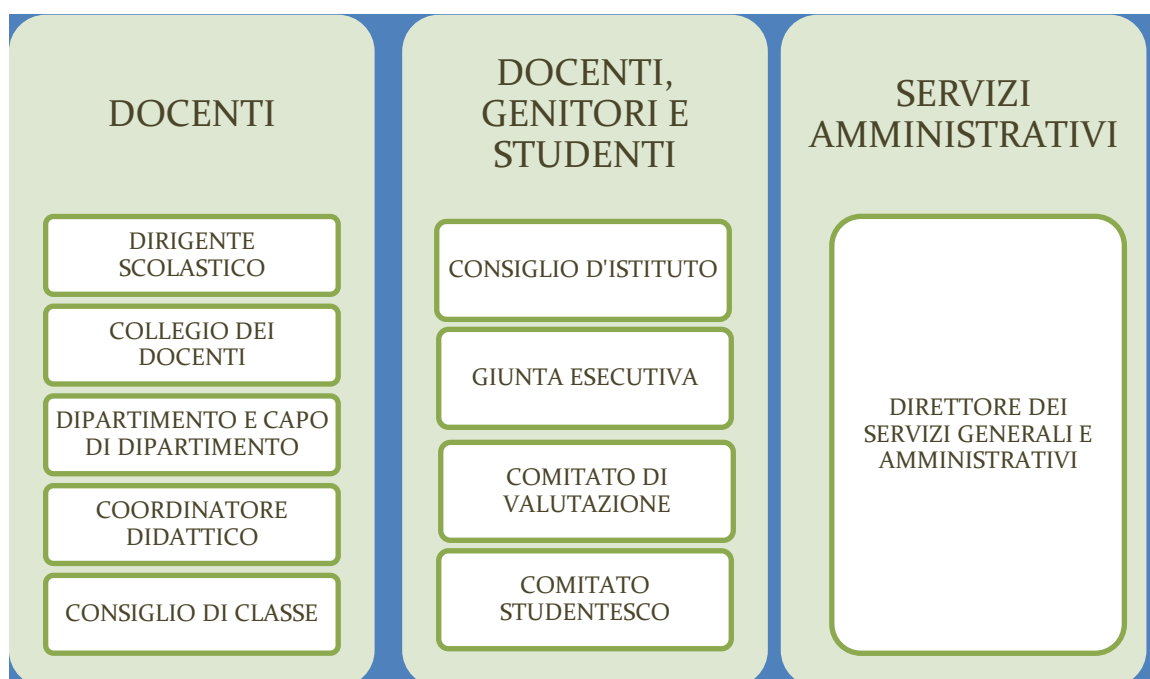 DOCENTI
DIRIGENTE
SCOLASTICO
COLLEGIO DEI
DOCENTI
DIPARTIMENTO E CAPO
DI DIPARTIMENTO
COORDINATORE
DIDATTICO
CONSIGLIO DI CLASSE
DOCENTI,
GENITORI E
STUDENTI
CONSIGLIO D'ISTITUTO
GIUNTA ESECUTIVA
COMITATO DI
VALUTAZIONE
COMITATO
STUDENTESCO
SERVIZI
AMMINISTRATIVI
DIRETTORE DEI
SERVIZI GENERALI E
AMMINISTRATIVI